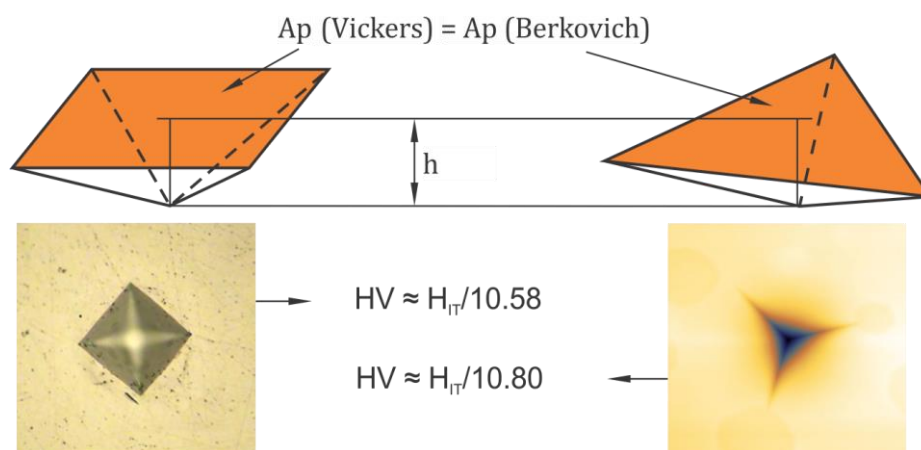 Ap (Vickers) = Ap (Berkovich)
h
HV ≈ H_IT/10.58
HV ≈ H_IT/10.80